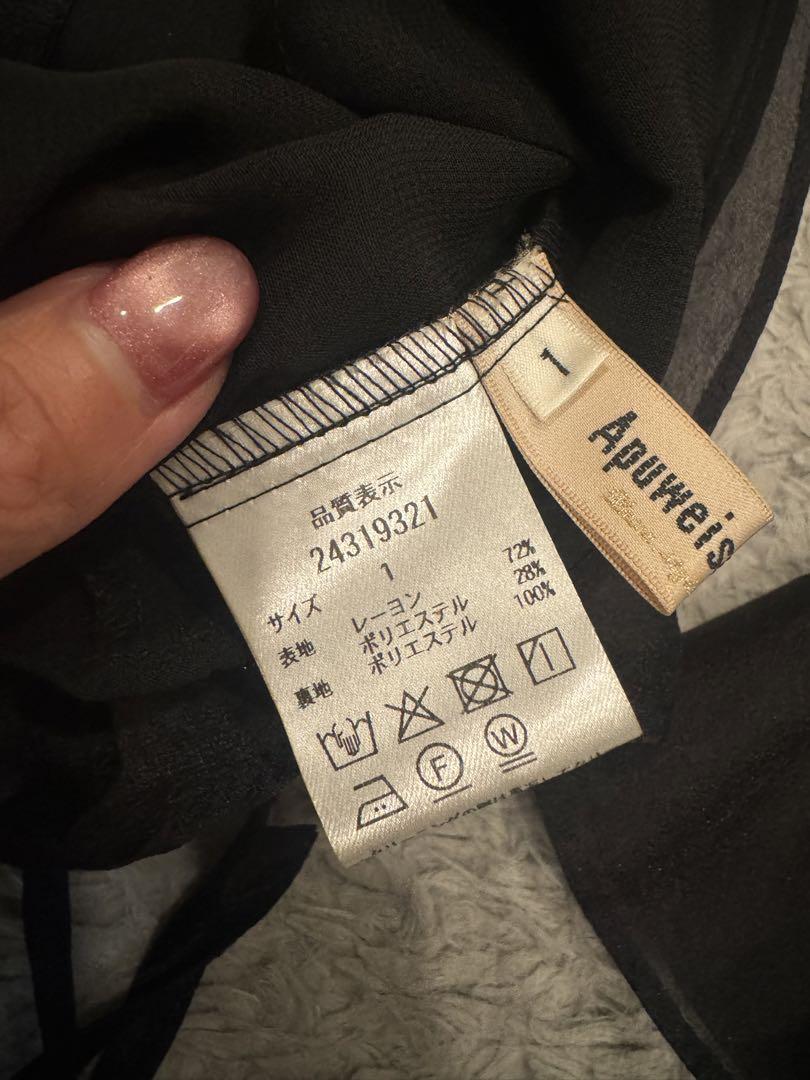 品質表示
24319321
サイズ 1
表地 レーヨン 72%
ポリエステル 28%
裏地 ポリエステル 100%
F
W
1
Apuweis